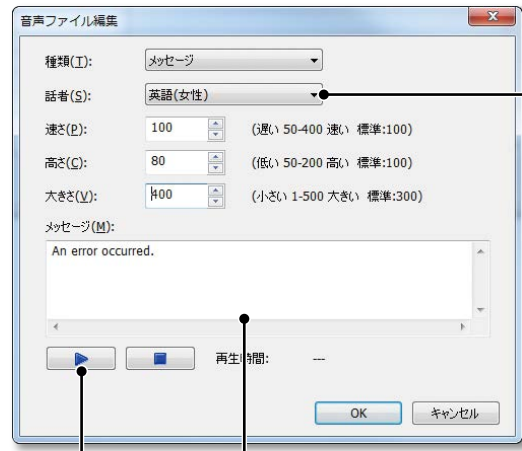 音声ファイル編集
種類(T): メッセージ
話者(S): 英語(女性)
速さ(P): 100 (遅い 50-400 速い 標準:100)
高さ(C): 80 (低い 50-200 高い 標準:100)
大きさ(V): 400 (小さい 1-500 大きい 標準:300)
メッセージ(M):
An error occurred.
再生時間: ---
OK キャンセル